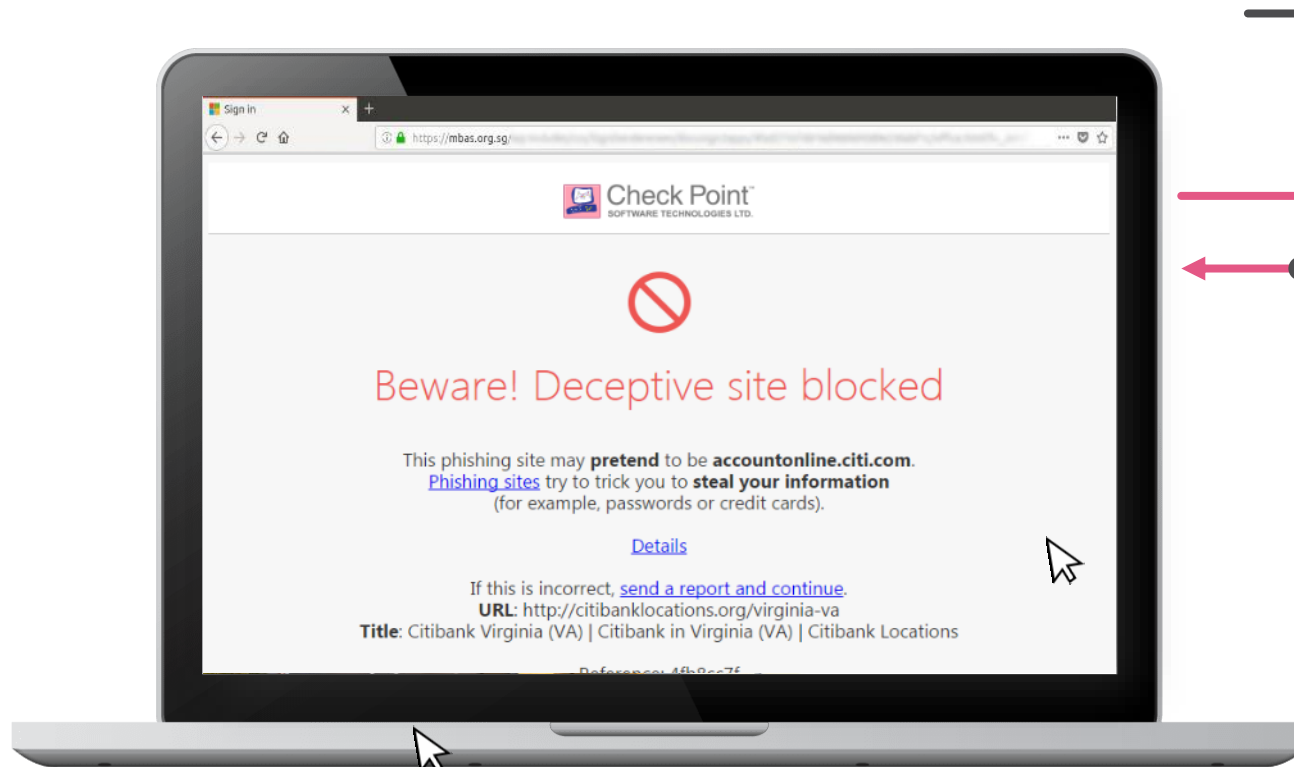 Sign in
https://mbas.org.sg/
Check Point™
SOFTWARE TECHNOLOGIES LTD.
Beware! Deceptive site blocked
This phishing site may pretend to be accountonline.citi.com.
Phishing sites try to trick you to steal your information
(for example, passwords or credit cards).
Details
If this is incorrect, send a report and continue.
URL: http://citibanklocations.org/virginia-va
Title: Citibank Virginia (VA) | Citibank in Virginia (VA) | Citibank Locations